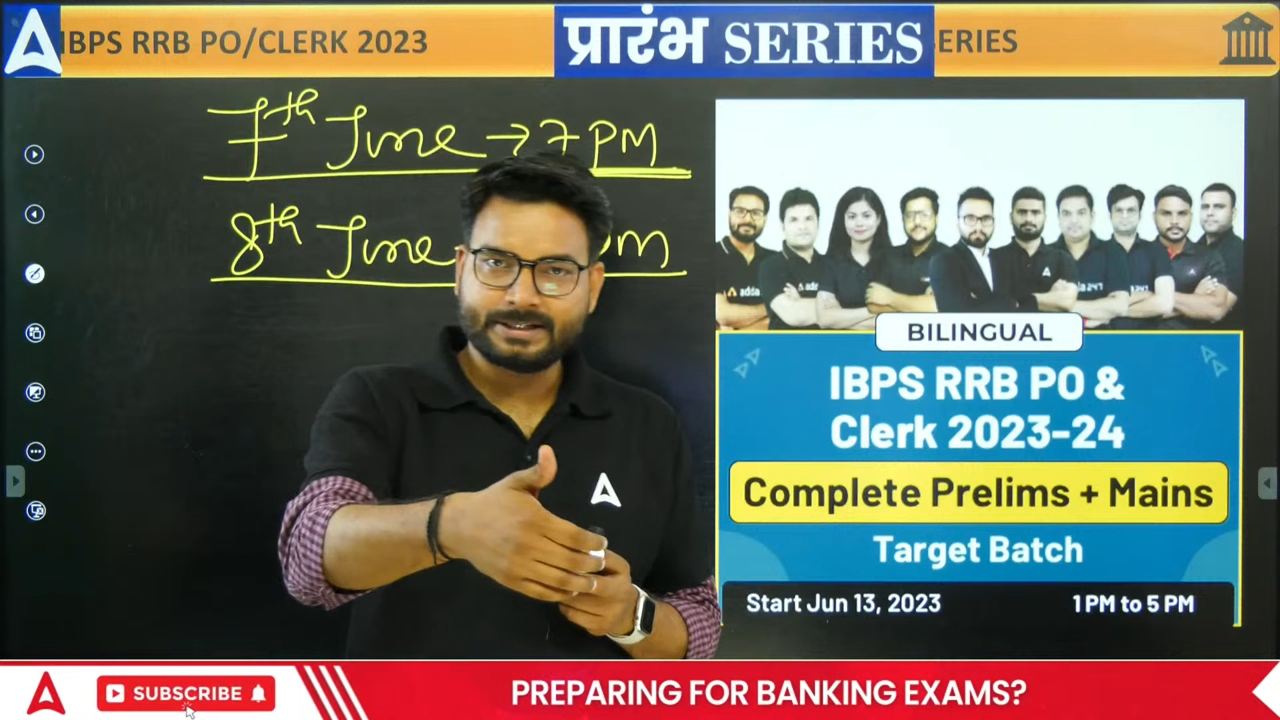 IBPS RRB PO/CLERK 2023
प्रारंभ SERIES
ERIES
7th June → 7 PM
8th June
PM
adda
BILINGUAL
IBPS RRB PO &
Clerk 2023-24
Complete Prelims + Mains
Target Batch
Start Jun 13, 2023
1 PM to 5 PM
SUBSCRIBE
PREPARING FOR BANKING EXAMS?